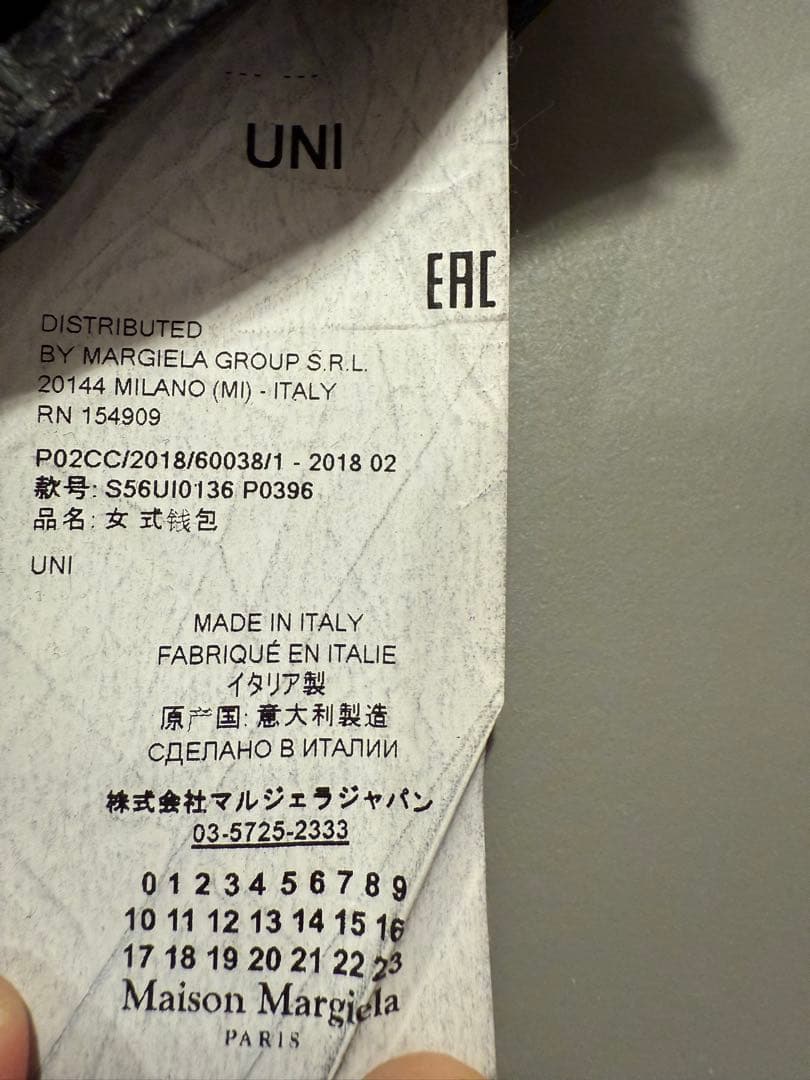 UNI
EAC
DISTRIBUTED
BY MARGIELA GROUP S.R.L.
20144 MILANO (MI) - ITALY
RN 154909
P02CC/2018/60038/1 - 2018 02
款号: S56UI0136 P0396
品名: 女 式钱包
UNI
MADE IN ITALY
FABRIQUÉ EN ITALIE
イタリア製
原产国: 意大利製造
СДЕЛАНО В ИТАЛИИ
株式会社マルジェラジャパン
03-5725-2333
0 1 2 3 4 5 6 7 8 9
10 11 12 13 14 15 16
17 18 19 20 21 22 23
Maison Margiela
PARIS